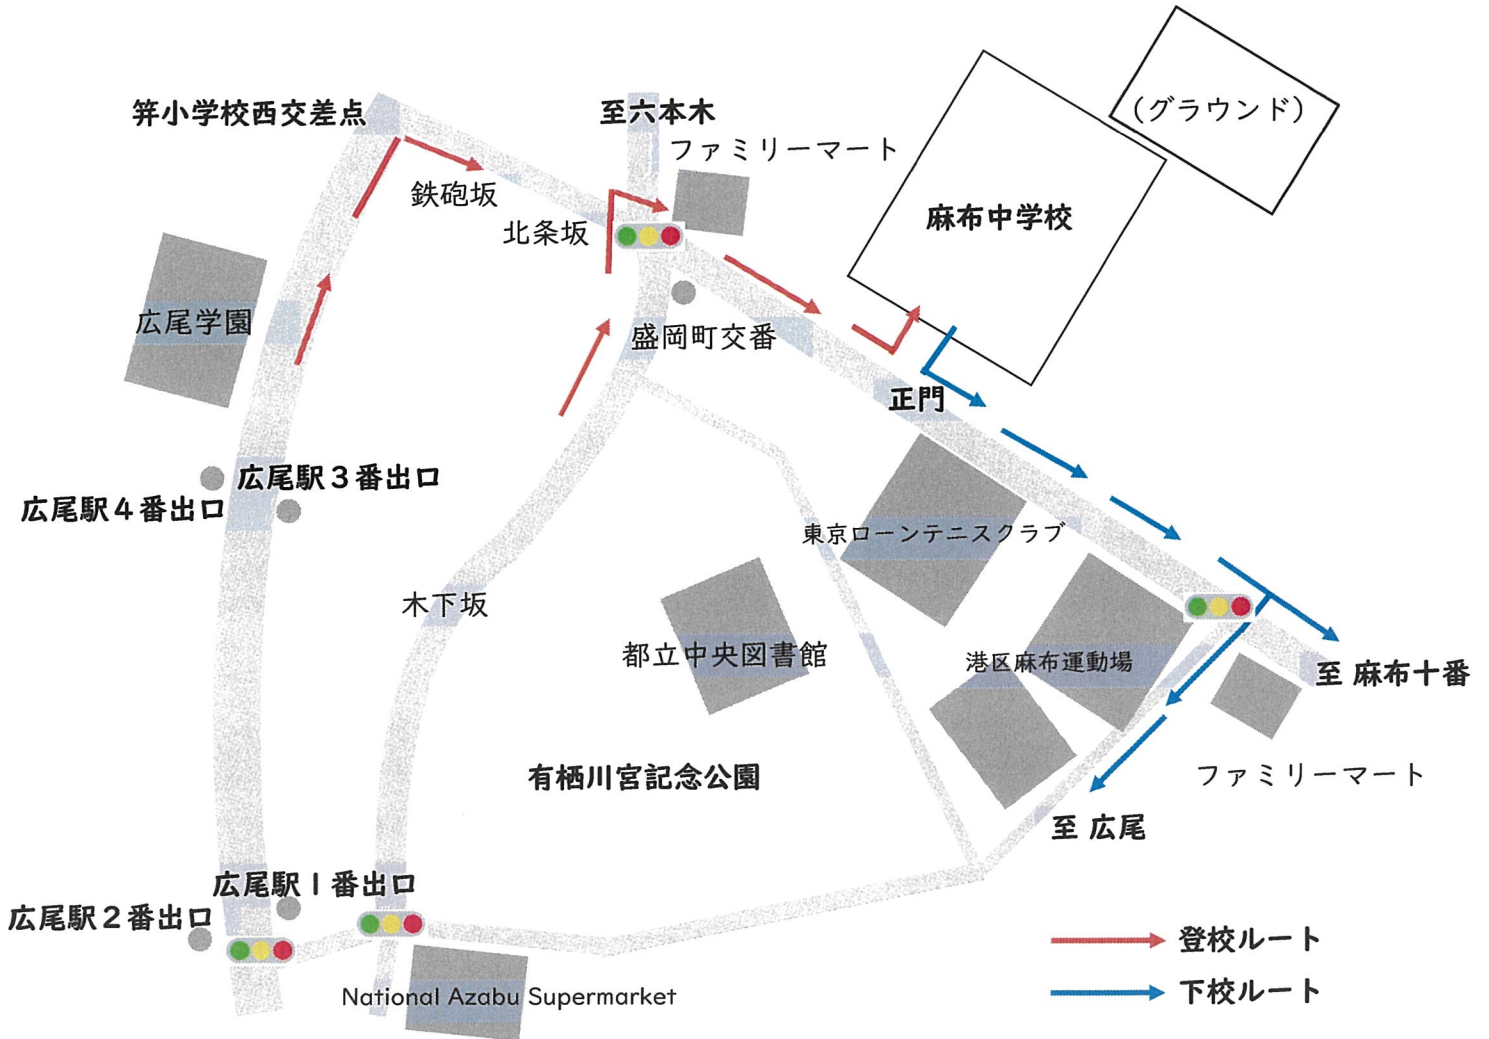 笄小学校西交差点
至六本木
ファミリーマート
(グラウンド)
鉄砲坂
北条坂
麻布中学校
広尾学園
盛岡町交番
正門
広尾駅3番出口
広尾駅4番出口
東京ローンテニスクラブ
木下坂
都立中央図書館
港区麻布運動場
至 麻布十番
有栖川宮記念公園
ファミリーマート
至 広尾
広尾駅1番出口
広尾駅2番出口
National Azabu Supermarket
登校ルート
下校ルート